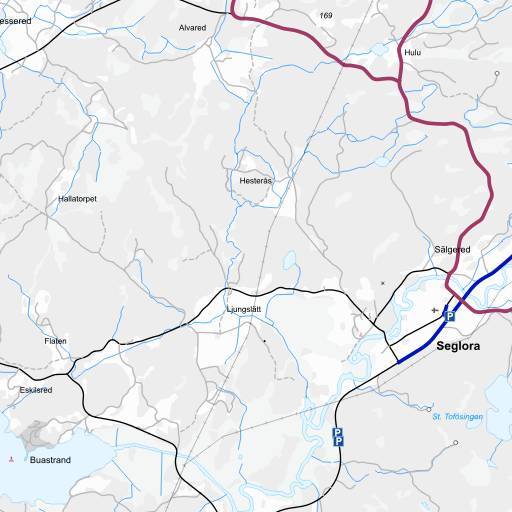 169
essered
Alvared
Hulu
Hesterås
Hallatorpet
Sälgered
Ljungslätt
P
Flaten
Seglora
Eskilsred
St. Tofösingen
P
P
Buastrand